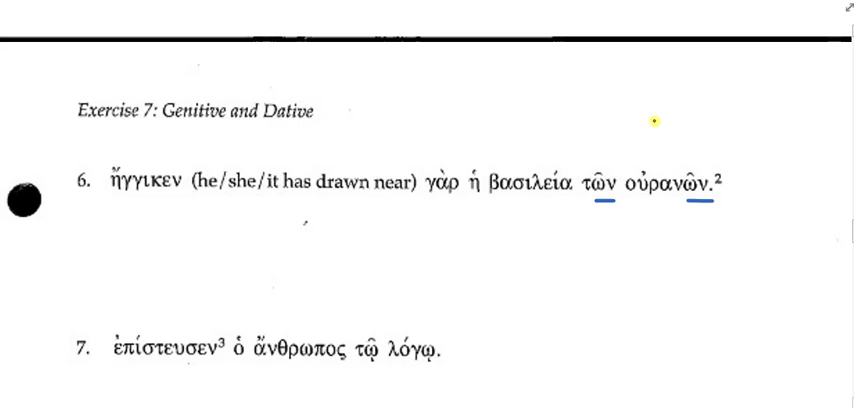 Exercise 7: Genitive and Dative
6. ἤγγικεν (he/she/it has drawn near) γὰρ ἡ βασιλεία τῶν οὐρανῶν.²
7. ἐπίστευσεν³ ὁ ἄνθρωπος τῷ λόγῳ.